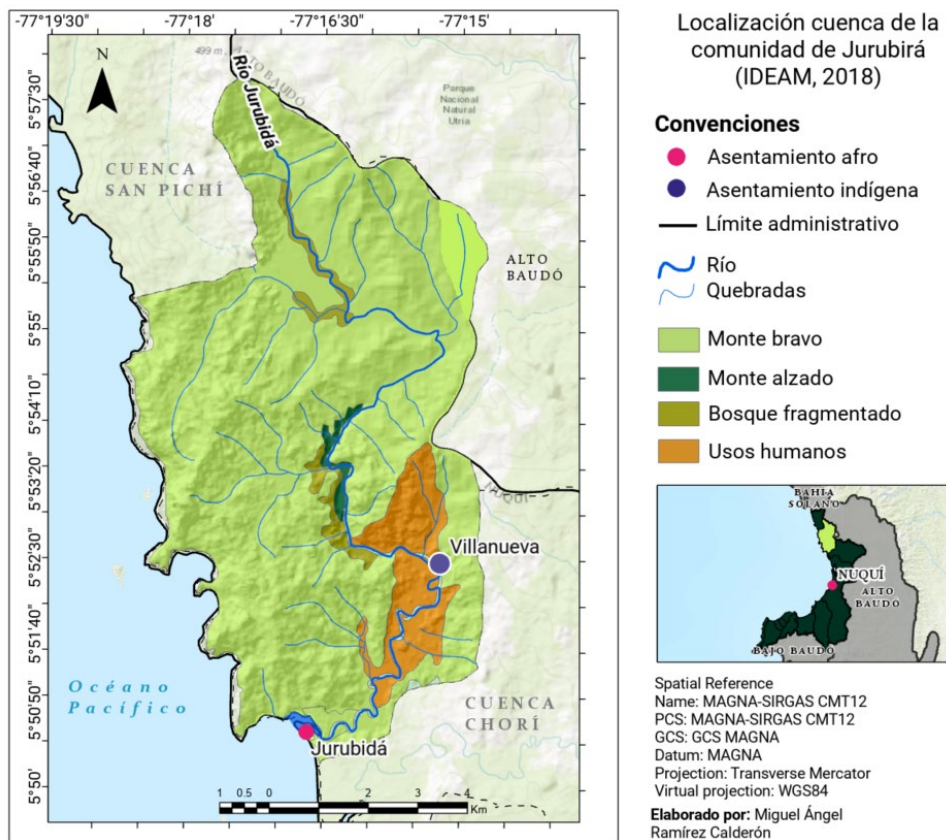 -77°19'30"
-77°18'
-77°16'30"
-77°15'
5°57'30"
5°56'40"
5°55'50"
5°55'
5°54'10"
5°53'20"
5°52'30"
5°51'40"
5°50'50"
5°50'
N
499 m
ALTO
BAUDÓ
Río Jurubidá
Parque
Nacional
Natural
Utria
CUENCA
SAN PICHÍ
ALTO
BAUDÓ
NUQUÍ
Villanueva
Océano
Pacífico
CUENCA
CHORÍ
Jurubidá
1 0.5 0 1 2 3 4
Km
Localización cuenca de la
comunidad de Jurubirá
(IDEAM, 2018)
Convenciones
Asentamiento afro
Asentamiento indígena
Límite administrativo
Río
Quebradas
Monte bravo
Monte alzado
Bosque fragmentado
Usos humanos
BAHIA
SOLANO
NUQUÍ
ALTO
BAUDÓ
BAJO BAUDÓ
Spatial Reference
Name: MAGNA-SIRGAS CMT12
PCS: MAGNA-SIRGAS CMT12
GCS: GCS MAGNA
Datum: MAGNA
Projection: Transverse Mercator
Virtual projection: WGS84
Elaborado por: Miguel Ángel
Ramírez Calderón